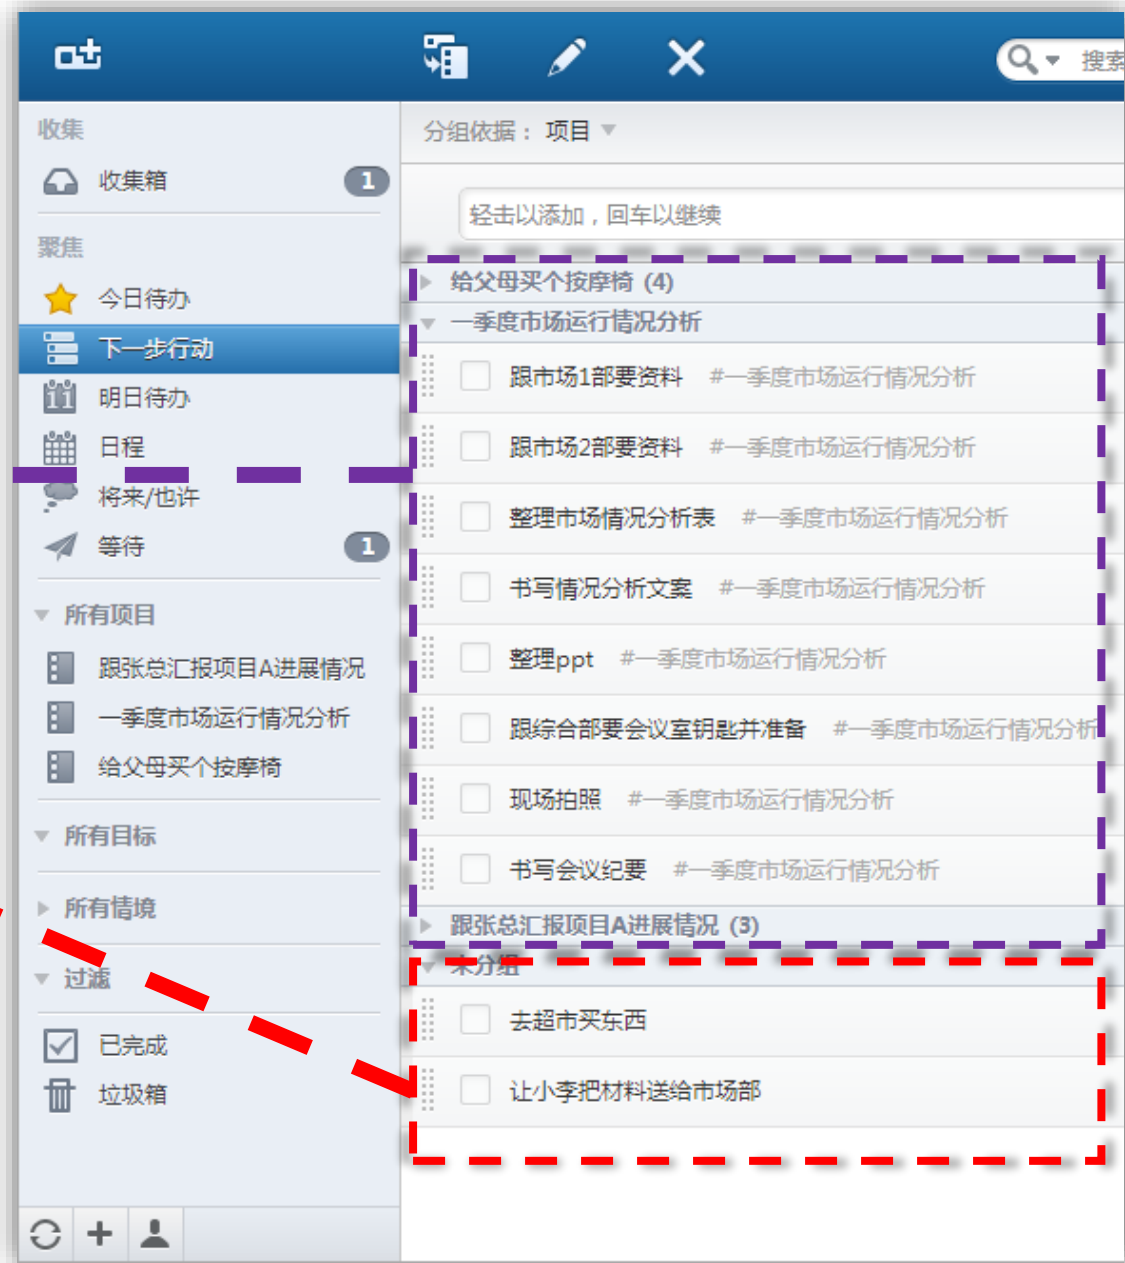 搜索
收集
收集箱
1
聚焦
今日待办
下一步行动
明日待办
日程
将来/也许
等待
1
所有项目
跟张总汇报项目A进展情况
一季度市场运行情况分析
给父母买个按摩椅
所有目标
所有情境
过滤
已完成
垃圾箱
分组依据：项目
轻击以添加，回车以继续
给父母买个按摩椅 (4)
一季度市场运行情况分析
跟市场1部要资料 #一季度市场运行情况分析
跟市场2部要资料 #一季度市场运行情况分析
整理市场情况分析表 #一季度市场运行情况分析
书写情况分析文案 #一季度市场运行情况分析
整理ppt #一季度市场运行情况分析
跟综合部要会议室钥匙并准备 #一季度市场运行情况分析
现场拍照 #一季度市场运行情况分析
书写会议纪要 #一季度市场运行情况分析
跟张总汇报项目A进展情况 (3)
未分组
去超市买东西
让小李把材料送给市场部